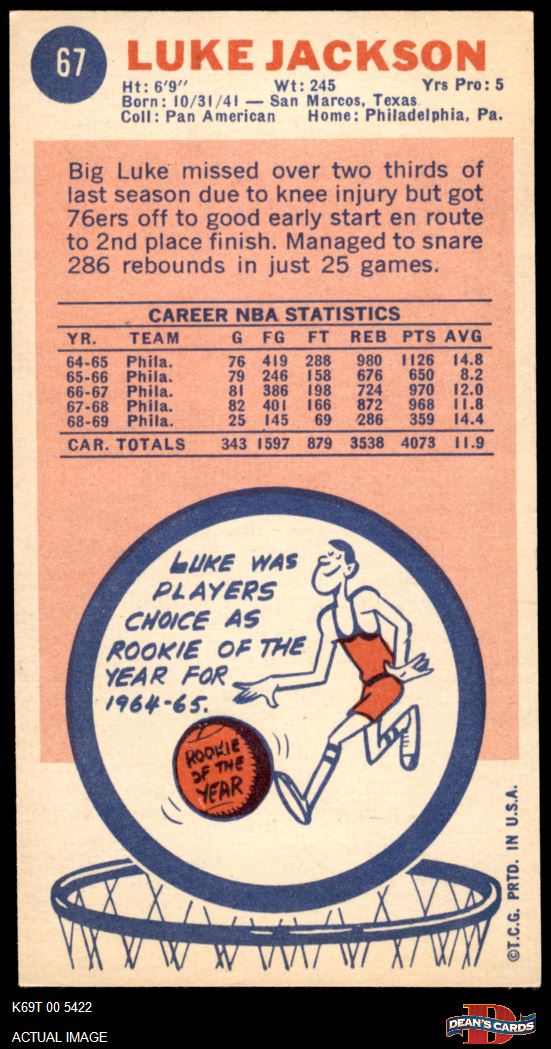 67
LUKE JACKSON
Ht: 6'9" Wt: 245 Yrs Pro: 5
Born: 10/31/41 — San Marcos, Texas
Coll: Pan American Home: Philadelphia, Pa.
Big Luke missed over two thirds of
last season due to knee injury but got
76ers off to good early start en route
to 2nd place finish. Managed to snare
286 rebounds in just 25 games.
CAREER NBA STATISTICS
YR. TEAM G FG FT REB PTS AVG
64-65 Phila. 76 419 288 980 1126 14.8
65-66 Phila. 79 246 158 676 650 8.2
66-67 Phila. 81 386 198 724 970 12.0
67-68 Phila. 82 401 166 872 968 11.8
68-69 Phila. 25 145 69 286 359 14.4
CAR. TOTALS 343 1597 879 3538 4073 11.9
LUKE WAS
PLAYERS
CHOICE AS
ROOKIE OF THE
YEAR FOR
1964-65.
ROOKIE
OF THE
YEAR
©T.C.G. PRTD. IN U.S.A.
K69T 00 5422
ACTUAL IMAGE
D
DEAN'S CARDS